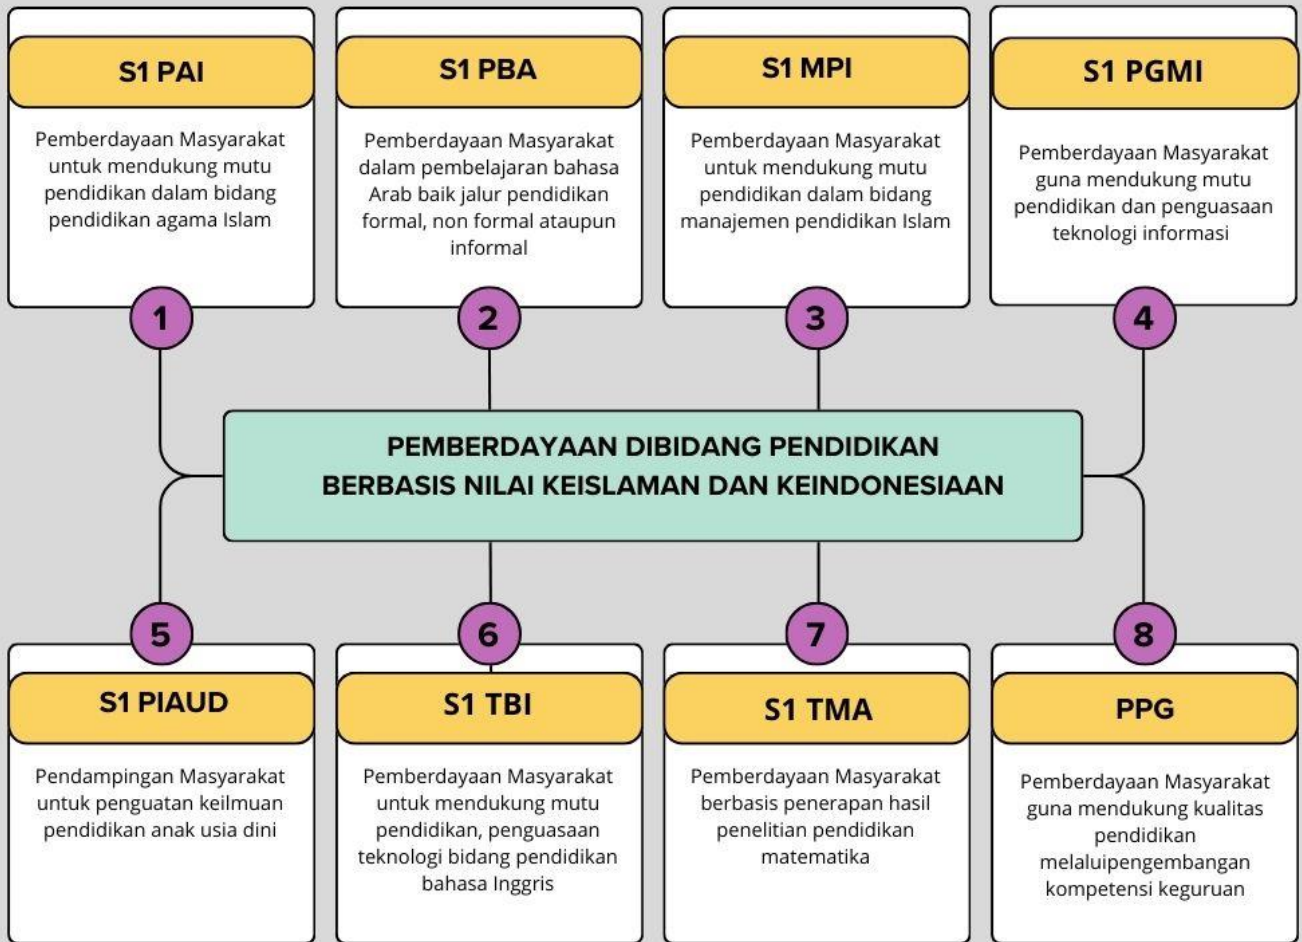 S1 PAI
Pemberdayaan Masyarakat
untuk mendukung mutu
pendidikan dalam bidang
pendidikan agama Islam
1
S1 PBA
Pemberdayaan Masyarakat
dalam pembelajaran bahasa
Arab baik jalur pendidikan
formal, non formal ataupun
informal
2
S1 MPI
Pemberdayaan Masyarakat
untuk mendukung mutu
pendidikan dalam bidang
manajemen pendidikan Islam
3
S1 PGMI
Pemberdayaan Masyarakat
guna mendukung mutu
pendidikan dan penguasaan
teknologi informasi
4
PEMBERDAYAAN DIBIDANG PENDIDIKAN
BERBASIS NILAI KEISLAMAN DAN KEINDONESIAAN
5
S1 PIAUD
Pendampingan Masyarakat
untuk penguatan keilmuan
pendidikan anak usia dini
6
S1 TBI
Pemberdayaan Masyarakat
untuk mendukung mutu
pendidikan, penguasaan
teknologi bidang pendidikan
bahasa Inggris
7
S1 TMA
Pemberdayaan Masyarakat
berbasis penerapan hasil
penelitian pendidikan
matematika
8
PPG
Pemberdayaan Masyarakat
guna mendukung kualitas
pendidikan
melaluipengembangan
kompetensi keguruan